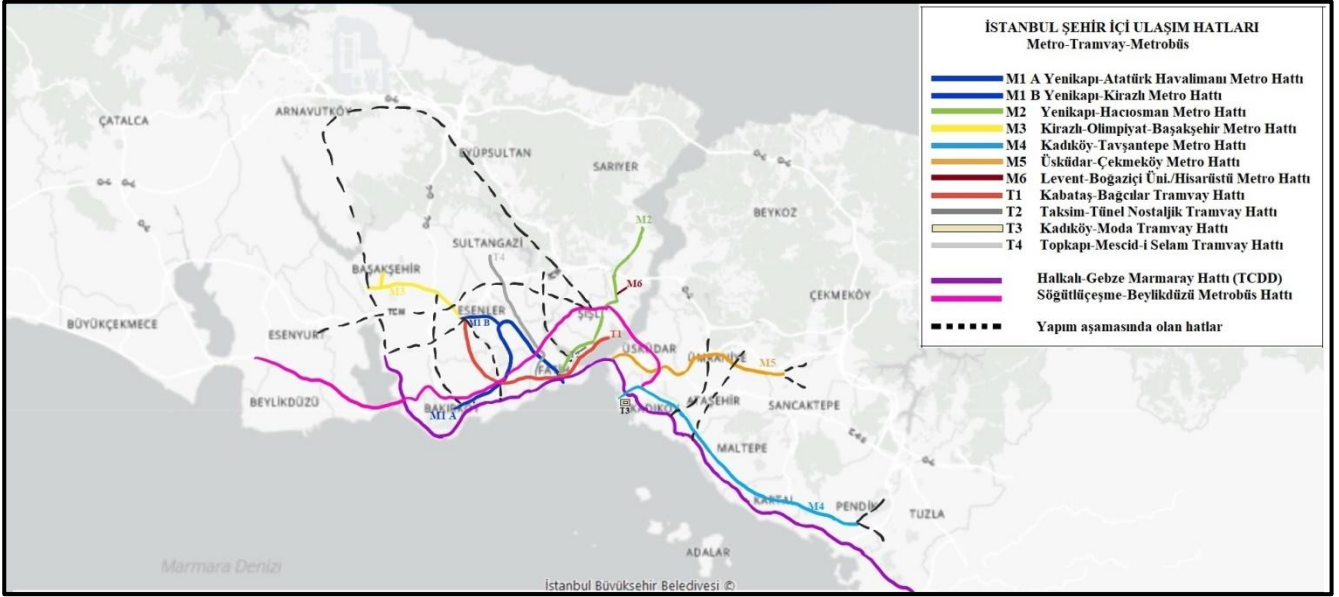 İSTANBUL ŞEHİR İÇİ ULAŞIM HATLARI
Metro-Tramvay-Metrobüs
M1 A Yenikapı-Atatürk Havalimanı Metro Hattı
M1 B Yenikapı-Kirazlı Metro Hattı
M2 Yenikapı-Hacıosman Metro Hattı
M3 Kirazlı-Olimpiyat-Başakşehir Metro Hattı
M4 Kadıköy-Tavşantepe Metro Hattı
M5 Üsküdar-Çekmeköy Metro Hattı
M6 Levent-Boğaziçi Üni./Hisarüstü Metro Hattı
T1 Kabataş-Bağcılar Tramvay Hattı
T2 Taksim-Tünel Nostaljik Tramvay Hattı
T3 Kadıköy-Moda Tramvay Hattı
T4 Topkapı-Mescid-i Selam Tramvay Hattı
Halkalı-Gebze Marmaray Hattı (TCDD)
Söğütlüçeşme-Beylikdüzü Metrobüs Hattı
Yapım aşamasında olan hatlar
ARNAVUTKÖY
ÇATALCA
EYÜPSULTAN
SARIYER
BEYKOZ
M2
SULTANGAZİ
T4
BAŞAKŞEHİR
M3
M6
ÇEKMEKÖY
ESENLER
M1 B
ŞİŞLİ
BÜYÜKÇEKMECE
ESENYURT
T1
ÜSKÜDAR
ÜMRANİYE
M5
BEYLİKDÜZÜ
BAKIRKÖY
M1 A
T3
KADIKÖY
ATAŞEHİR
SANCAKTEPE
MALTEPE
KARTAL
M4
PENDİK
TUZLA
ADALAR
Marmara Denizi
İstanbul Büyükşehir Belediyesi ©